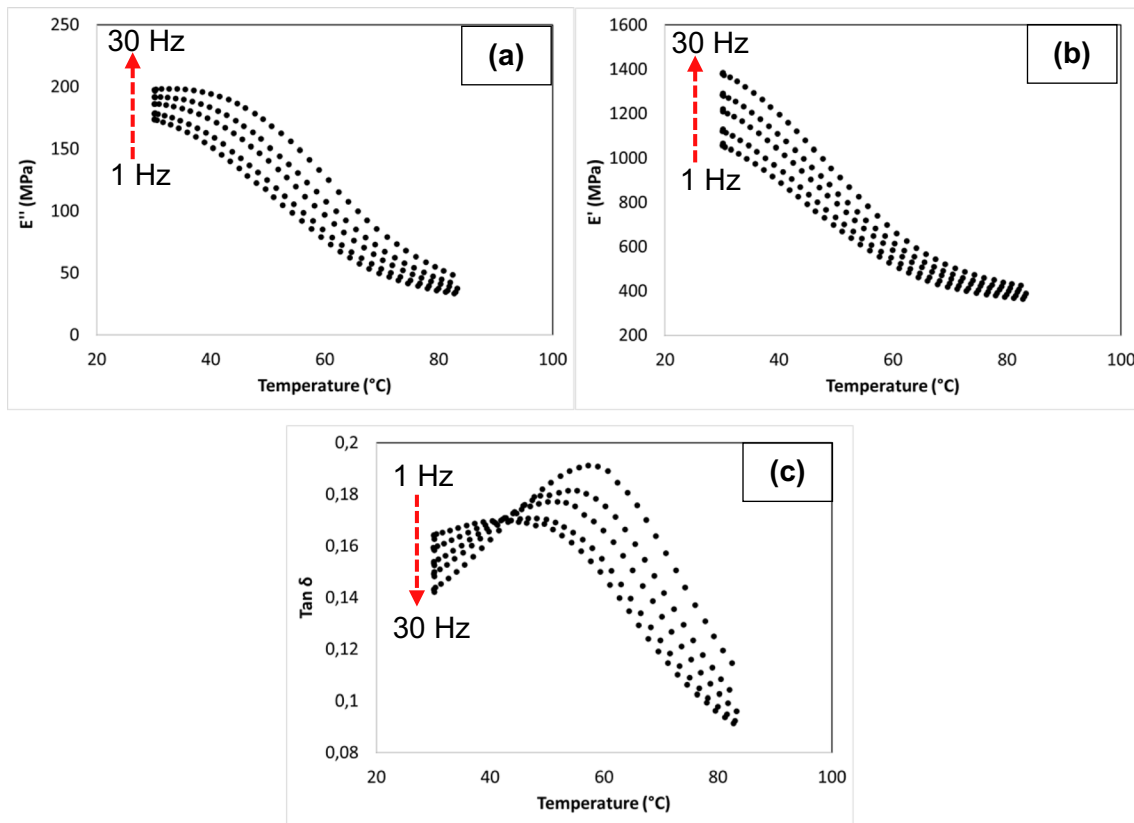 (a)
30 Hz
1 Hz
E'' (MPa)
250
200
150
100
50
0
20 40 60 80 100
Temperature (°C)
(b)
30 Hz
1 Hz
E' (MPa)
1600
1400
1200
1000
800
600
400
200
20 40 60 80 100
Temperature (°C)
(c)
1 Hz
30 Hz
Tan δ
0,2
0,18
0,16
0,14
0,12
0,1
0,08
20 40 60 80 100
Temperature (°C)